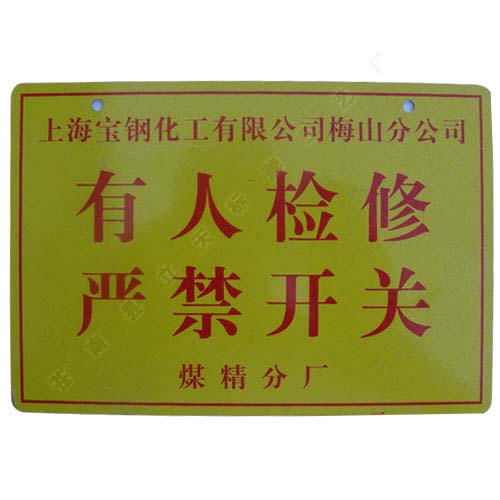 上海宝钢化工有限公司梅山分公司
有人检修
严禁开关
煤精分厂